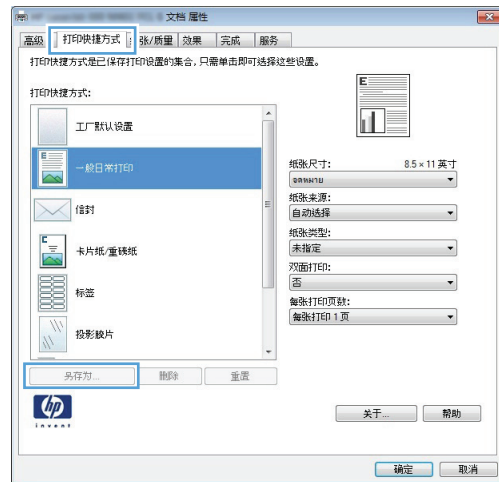 文档 属性
高级 打印快捷方式 张/质量 效果 完成 服务
打印快捷方式是已保存打印设置的集合，只需单击即可选择这些设置。
打印快捷方式:
工厂默认设置
一般日常打印
信封
卡片纸/重磅纸
标签
投影胶片
另存为... 删除 重置
E
纸张尺寸: 8.5 × 11 英寸
จดหมาย
纸张来源:
自动选择
纸张类型:
未指定
双面打印:
否
每张打印页数:
每张打印 1 页
hp
invent
关于... 帮助
确定 取消